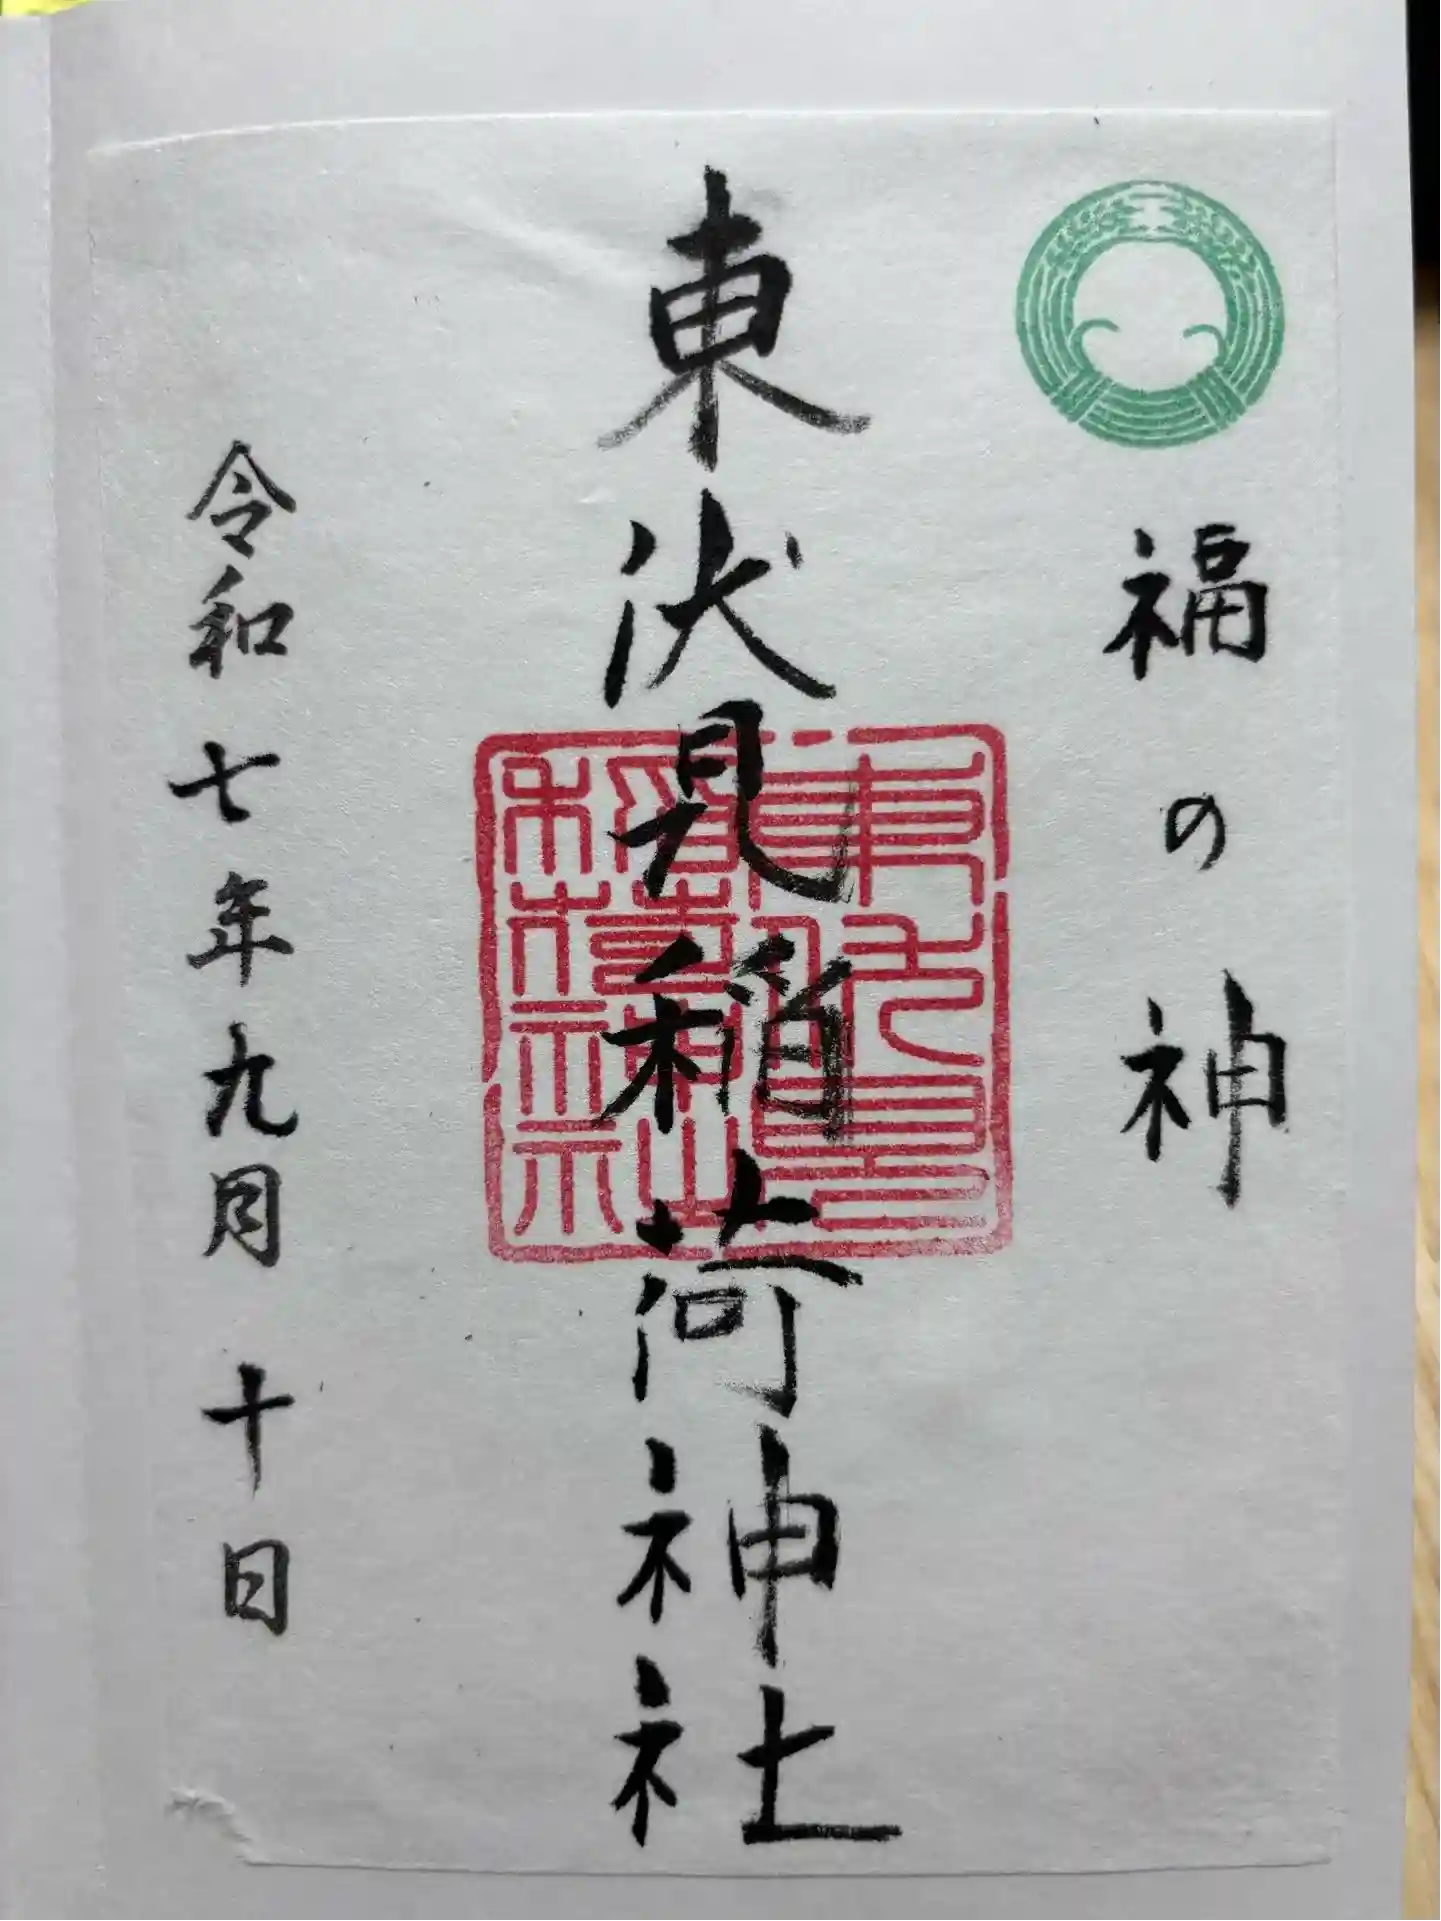 福の神
東伏見稲荷神社
令和七年九月十日